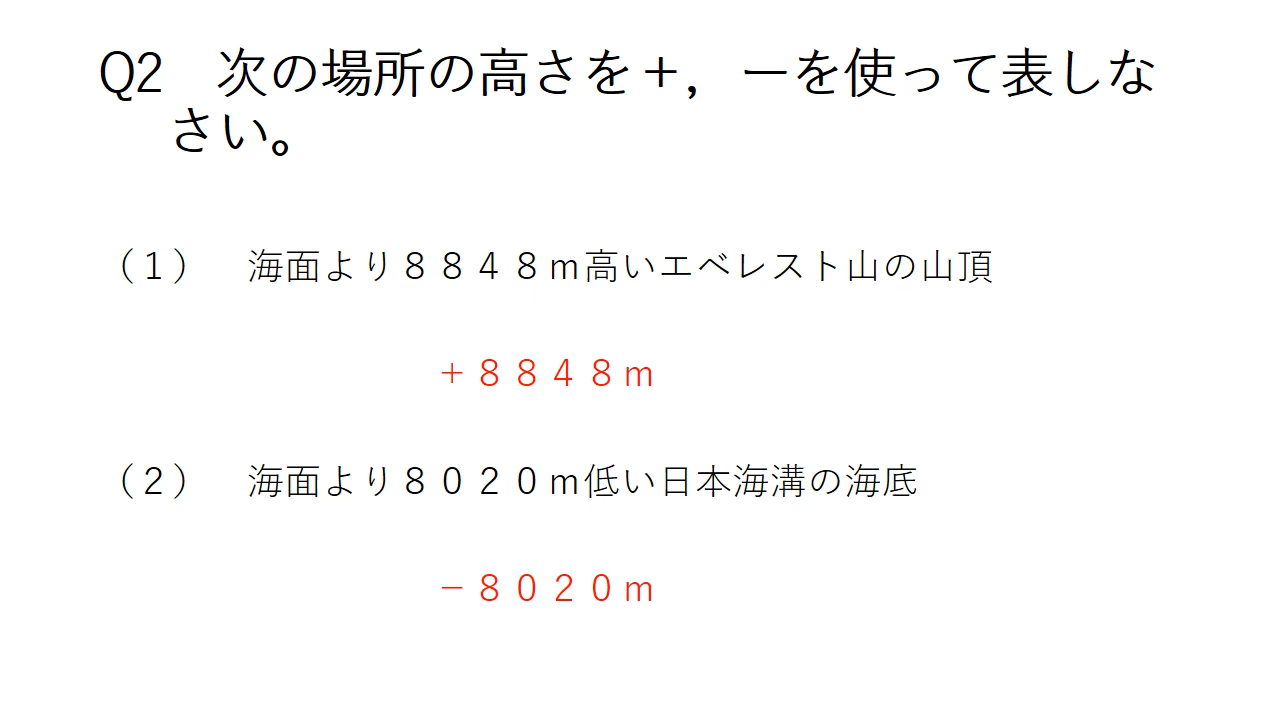 Q2　次の場所の高さを＋，－を使って表しな
さい。
（１）　海面より８８４８ｍ高いエベレスト山の山頂
＋８８４８ｍ
（２）　海面より８０２０ｍ低い日本海溝の海底
－８０２０ｍ